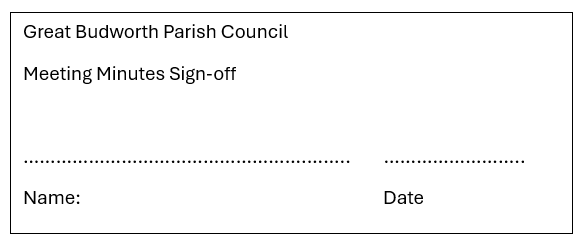 Great Budworth Parish Council
Meeting Minutes Sign-off
............................................................. ..........................
Name: Date